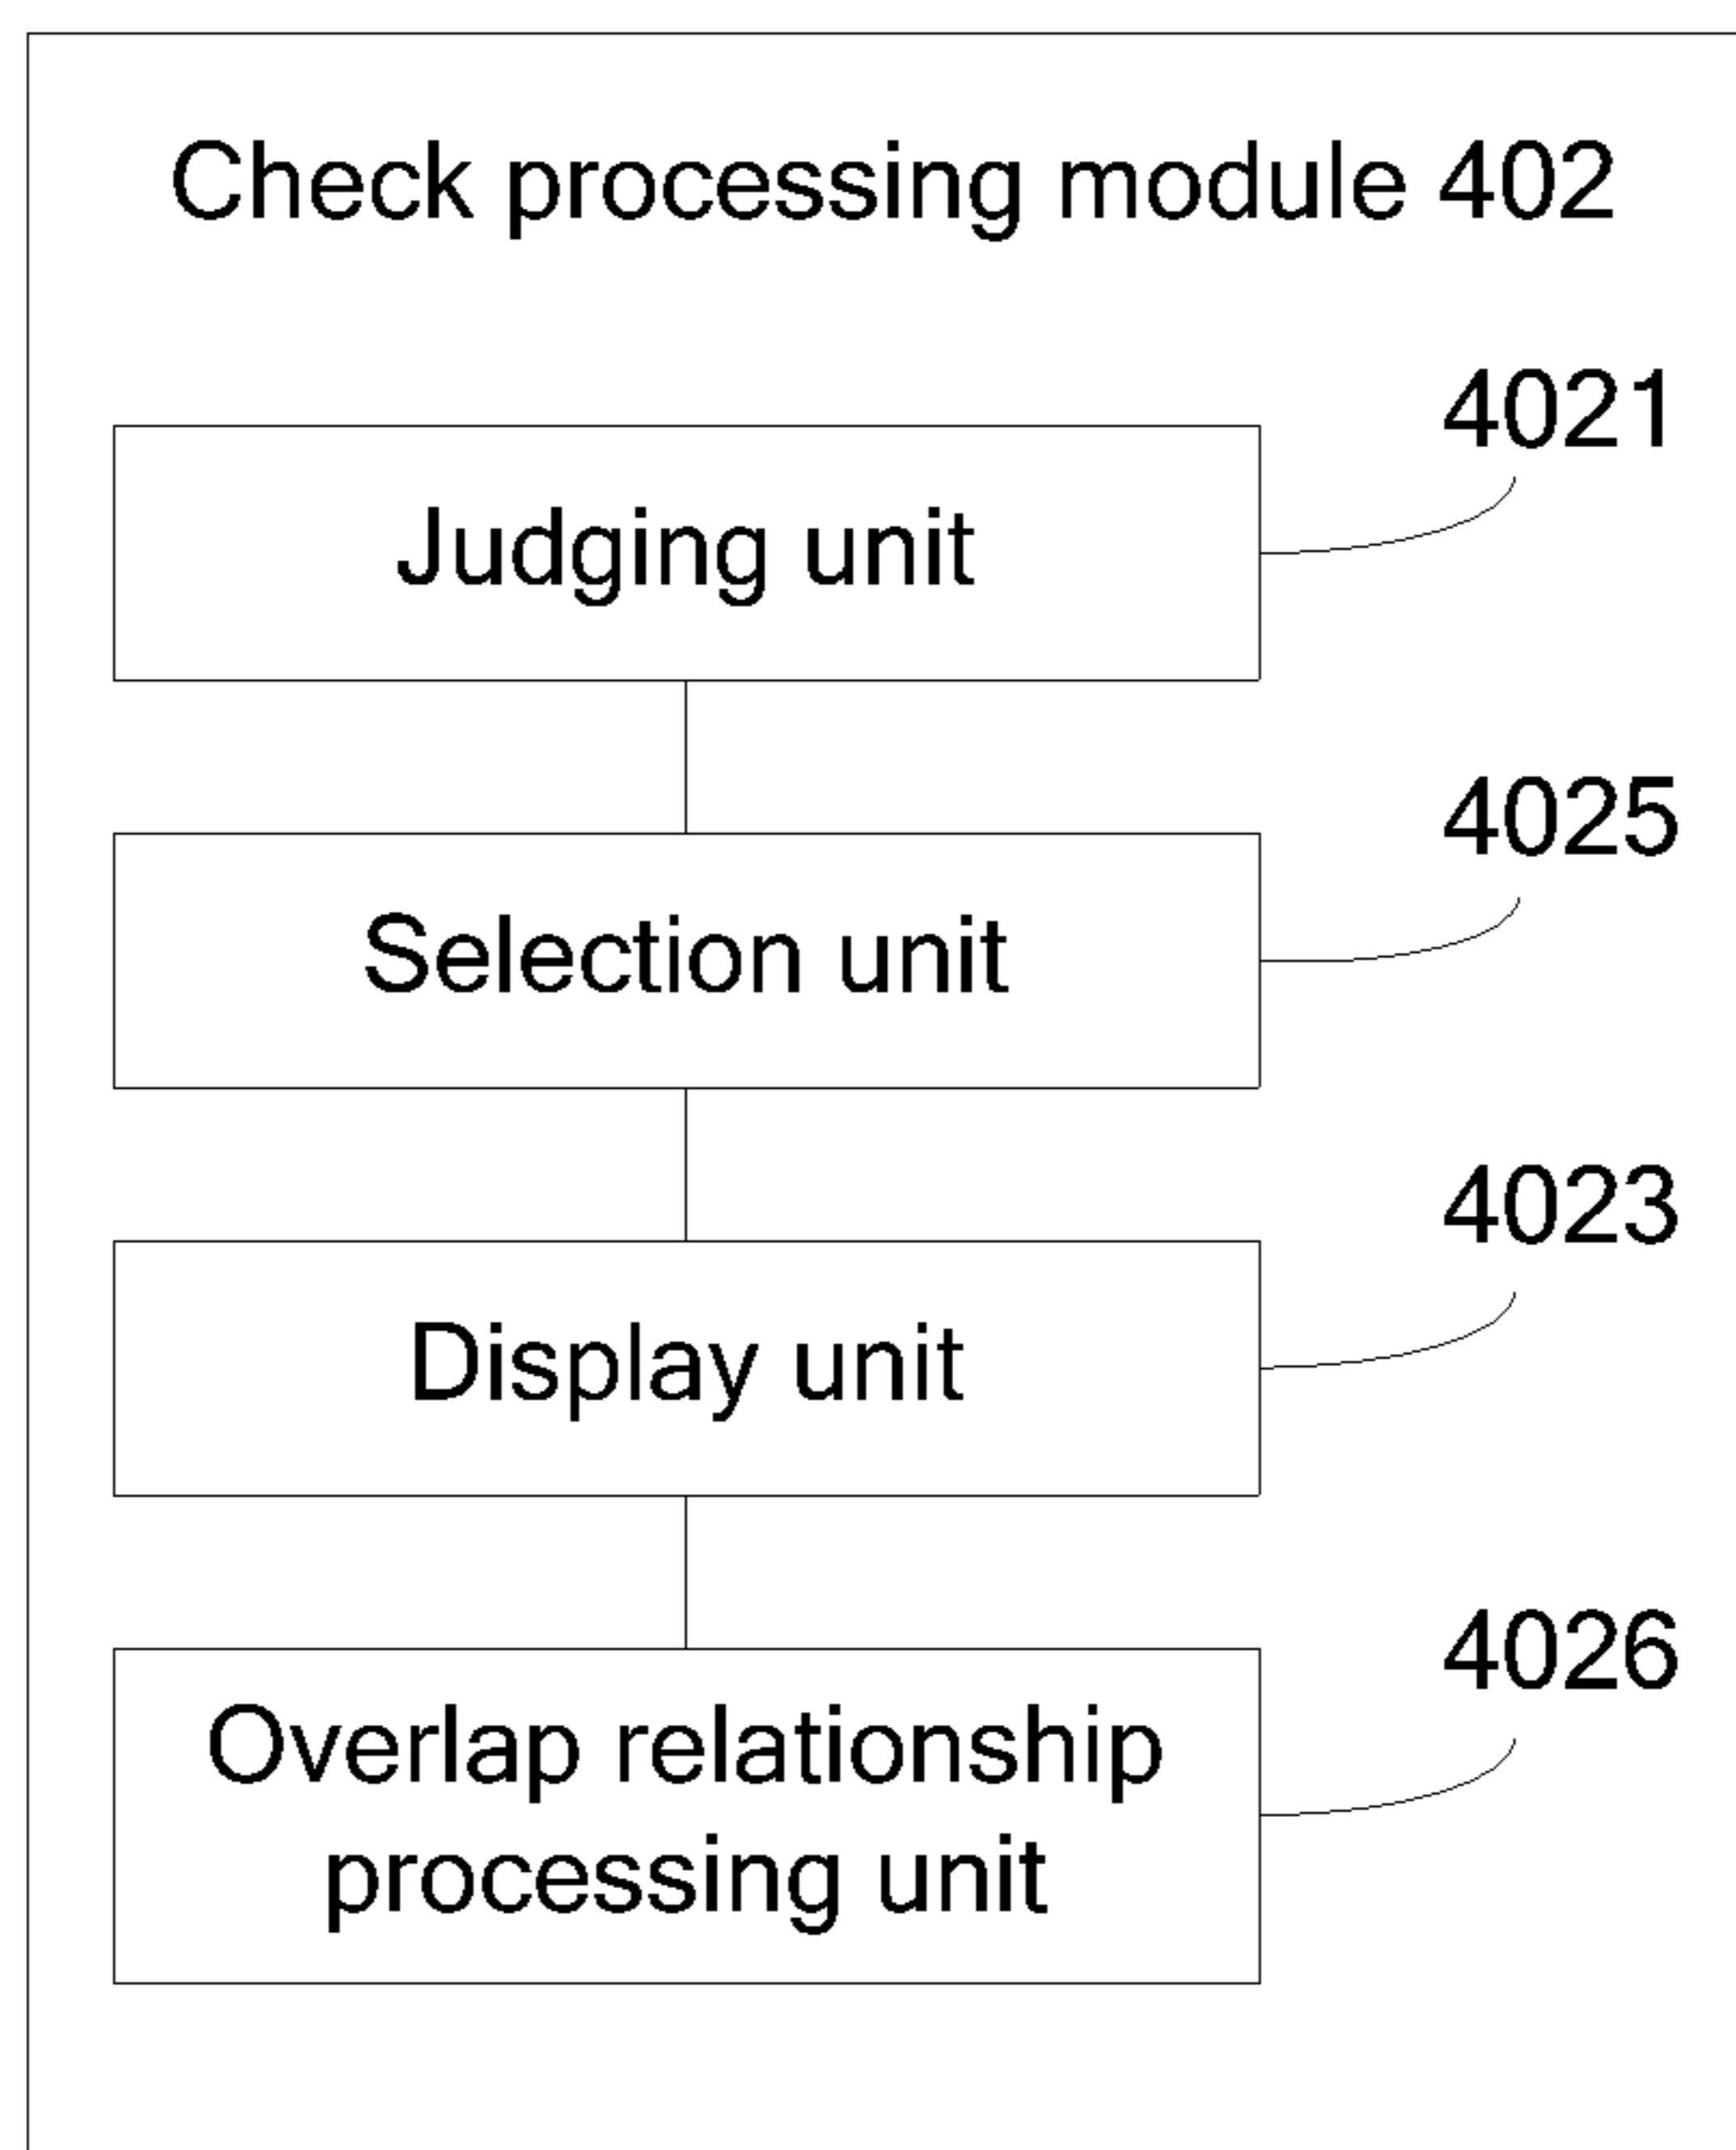 Check processing module 402
4021
Judging unit
4025
Selection unit
4023
Display unit
4026
Overlap relationship
processing unit